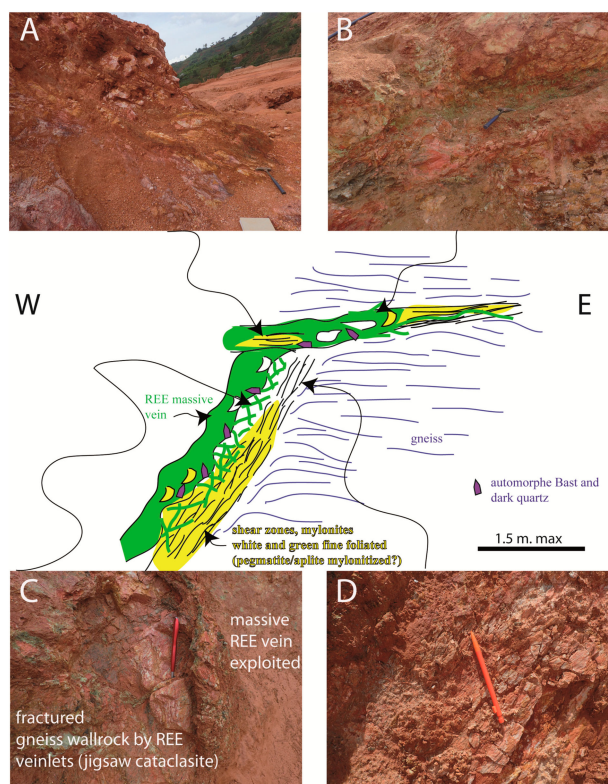 A
B
W
E
REE massive
vein
gneiss
automorphe Bast and
dark quartz
shear zones, mylonites
white and green fine foliated
(pegmatite/aplite mylonitized?)
1.5 m. max
C
massive
REE vein
exploited
fractured
gneiss wallrock by REE
veinlets (jigsaw cataclasite)
D